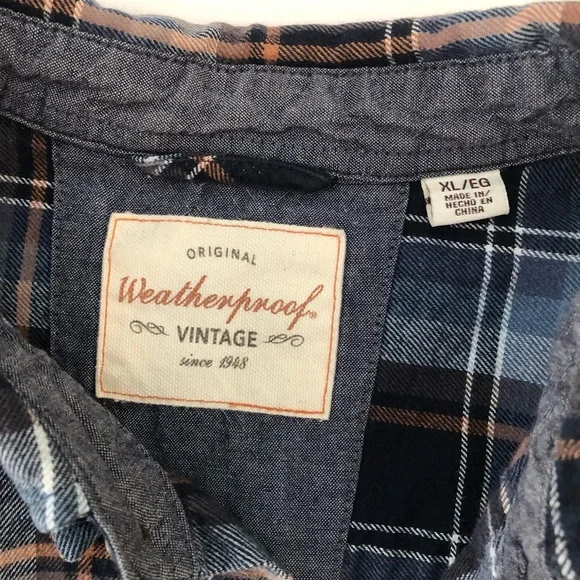 ORIGINAL
Weatherproof®
VINTAGE
since 1948
XL/EG
MADE IN/
HECHO EN
CHINA